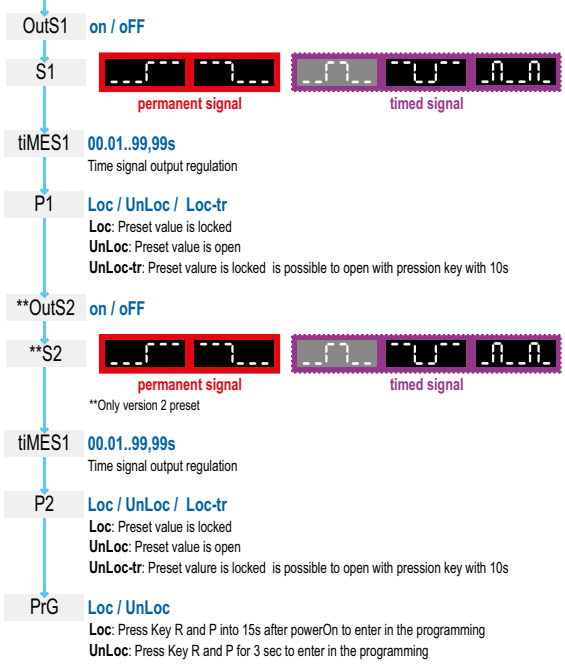 OutS1 on / oFF
S1
permanent signal timed signal
tiMES1 00.01..99,99s
Time signal output regulation
P1 Loc / UnLoc / Loc-tr
Loc: Preset value is locked
UnLoc: Preset value is open
UnLoc-tr: Preset valure is locked is possible to open with pression key with 10s
**OutS2 on / oFF
**S2
permanent signal timed signal
**Only version 2 preset
tiMES1 00.01..99,99s
Time signal output regulation
P2 Loc / UnLoc / Loc-tr
Loc: Preset value is locked
UnLoc: Preset value is open
UnLoc-tr: Preset valure is locked is possible to open with pression key with 10s
PrG Loc / UnLoc
Loc: Press Key R and P into 15s after powerOn to enter in the programming
UnLoc: Press Key R and P for 3 sec to enter in the programming